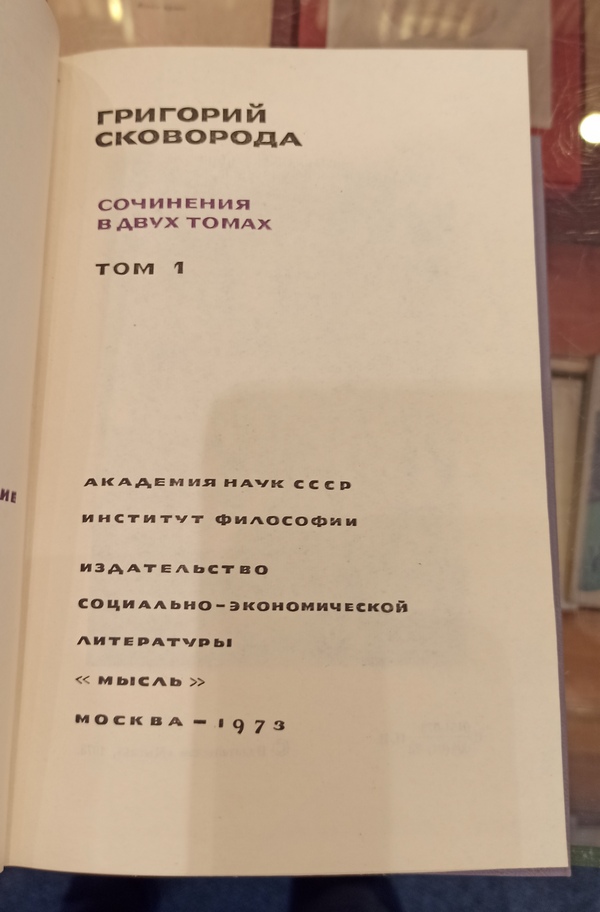 ГРИГОРИЙ
СКОВОРОДА
СОЧИНЕНИЯ
В ДВУХ ТОМАХ
ТОМ 1
АКАДЕМИЯ НАУК СССР
ИНСТИТУТ ФИЛОСОФИИ
ИЗДАТЕЛЬСТВО
СОЦИАЛЬНО-ЭКОНОМИЧЕСКОЙ
ЛИТЕРАТУРЫ
« МЫСЛЬ »
МОСКВА – 1973